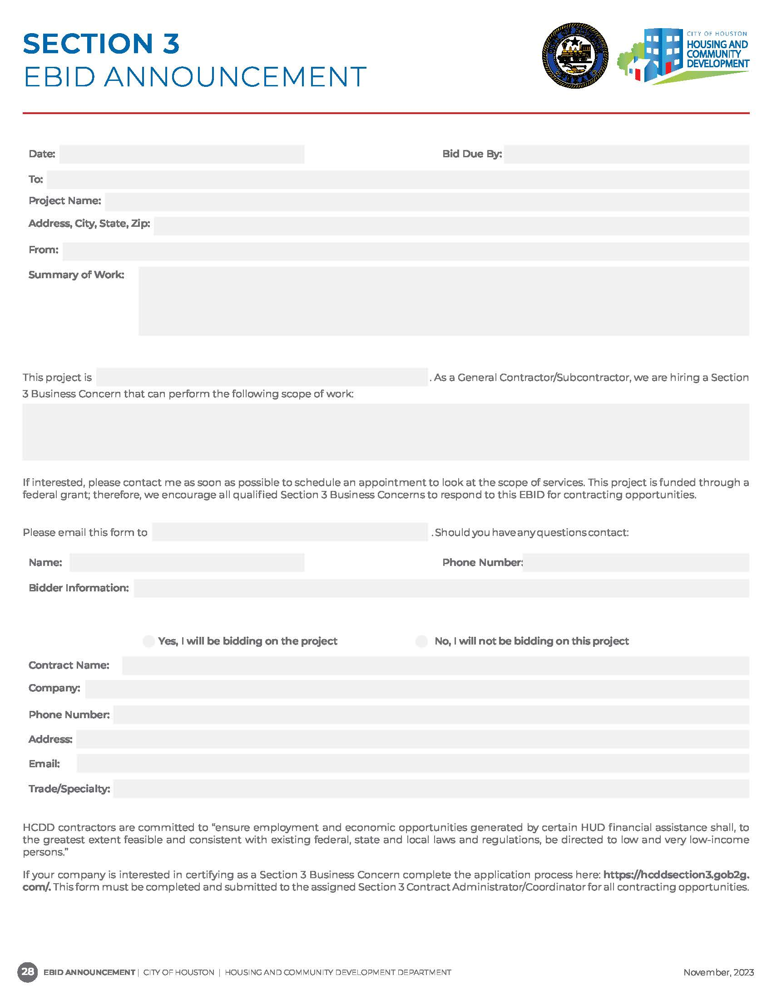 SECTION 3
EBID ANNOUNCEMENT
CITY OF HOUSTON
HOUSING AND
COMMUNITY
DEVELOPMENT
Date:
Bid Due By:
To:
Project Name:
Address, City, State, Zip:
From:
Summary of Work:
This project is . As a General Contractor/Subcontractor, we are hiring a Section
3 Business Concern that can perform the following scope of work:
If interested, please contact me as soon as possible to schedule an appointment to look at the scope of services. This project is funded through a
federal grant; therefore, we encourage all qualified Section 3 Business Concerns to respond to this EBID for contracting opportunities.
Please email this form to . Should you have any questions contact:
Name:
Phone Number:
Bidder Information:
Yes, I will be bidding on the project
No, I will not be bidding on this project
Contract Name:
Company:
Phone Number:
Address:
Email:
Trade/Specialty:
HCDD contractors are committed to “ensure employment and economic opportunities generated by certain HUD financial assistance shall, to
the greatest extent feasible and consistent with existing federal, state and local laws and regulations, be directed to low and very low-income
persons.”
If your company is interested in certifying as a Section 3 Business Concern complete the application process here: https://hcddsection3.gob2g.
com/. This form must be completed and submitted to the assigned Section 3 Contract Administrator/Coordinator for all contracting opportunities.
28 EBID ANNOUNCEMENT | CITY OF HOUSTON | HOUSING AND COMMUNITY DEVELOPMENT DEPARTMENT
November, 2023